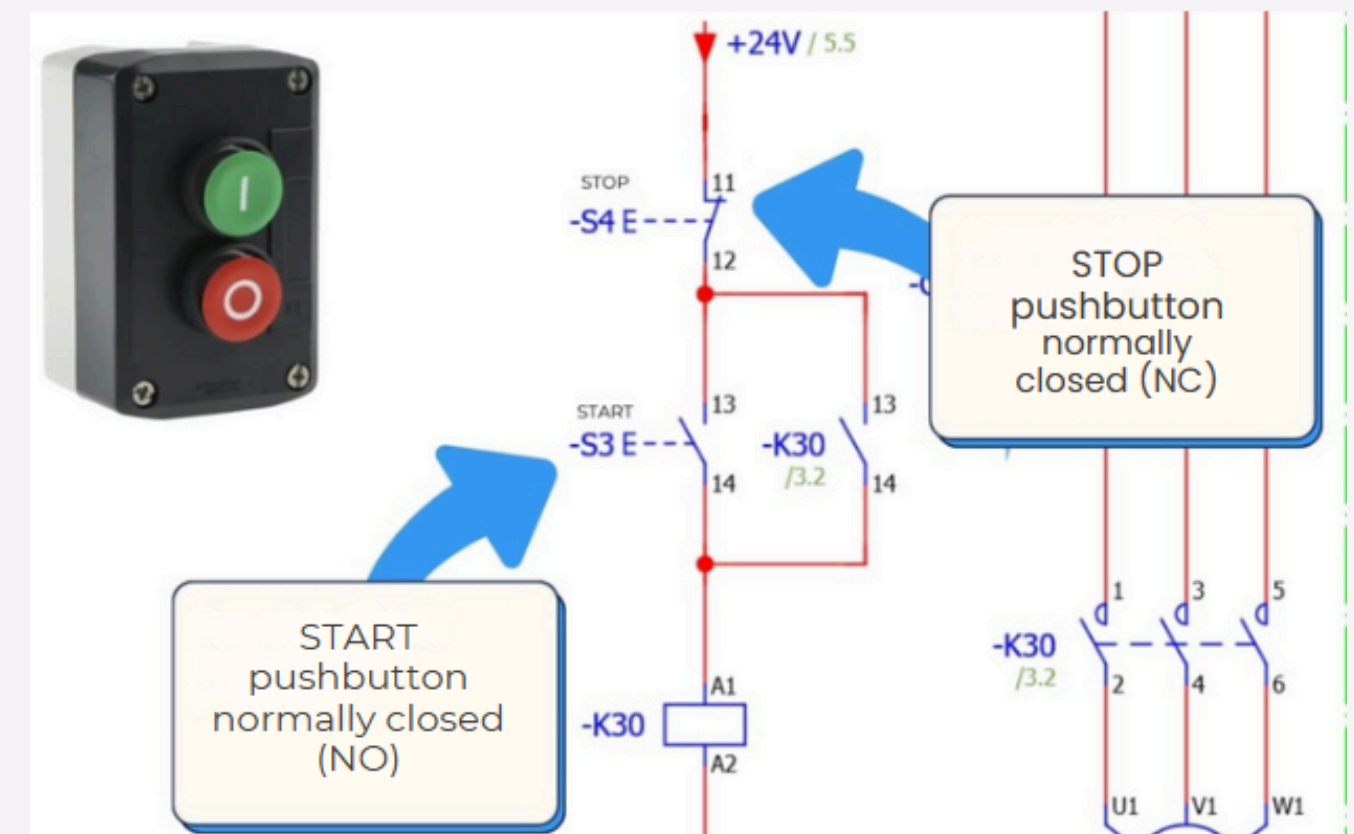 I
O
+24V / 5.5
STOP
-S4 E
11
12
START
-S3 E
13
14
-K30
/3.2
13
14
STOP
pushbutton
normally
closed (NC)
START
pushbutton
normally closed
(NO)
-K30
A1
A2
-K30
/3.2
1
3
5
2
4
6
U1
V1
W1